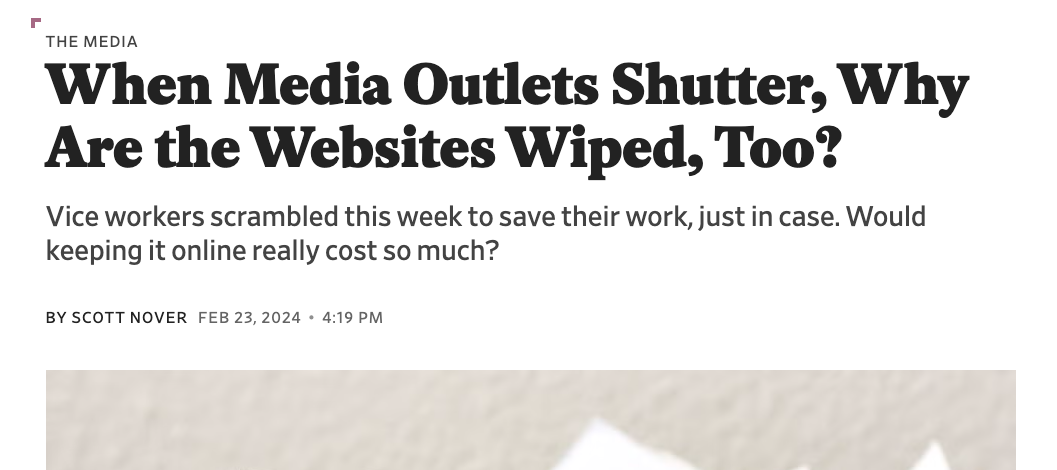 THE MEDIA
When Media Outlets Shutter, Why
Are the Websites Wiped, Too?
Vice workers scrambled this week to save their work, just in case. Would
keeping it online really cost so much?
BY SCOTT NOVER FEB 23, 2024 • 4:19 PM